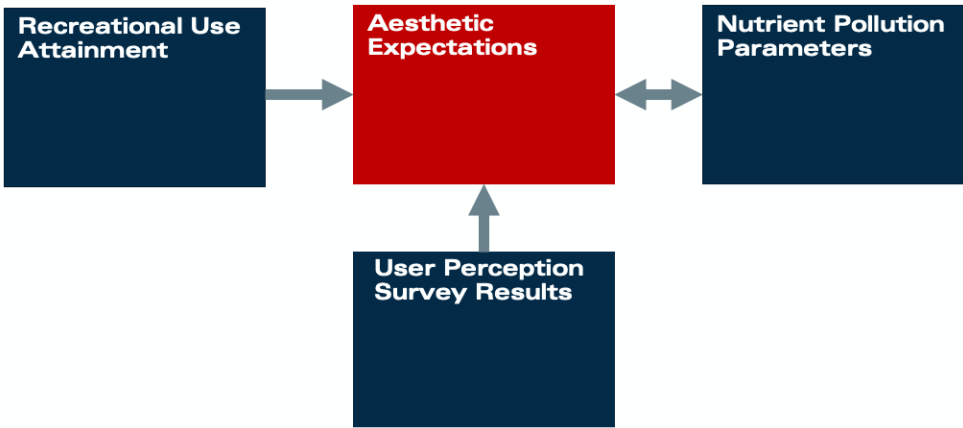 Recreational Use
Attainment
Aesthetic
Expectations
Nutrient Pollution
Parameters
User Perception
Survey Results